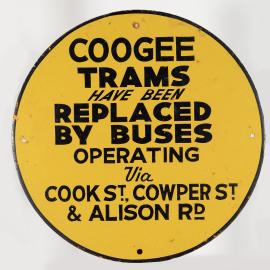 COOGEE
TRAMS
HAVE BEEN
REPLACED
BY BUSES
OPERATING
Via
COOK ST., COWPER ST.
& ALISON RD